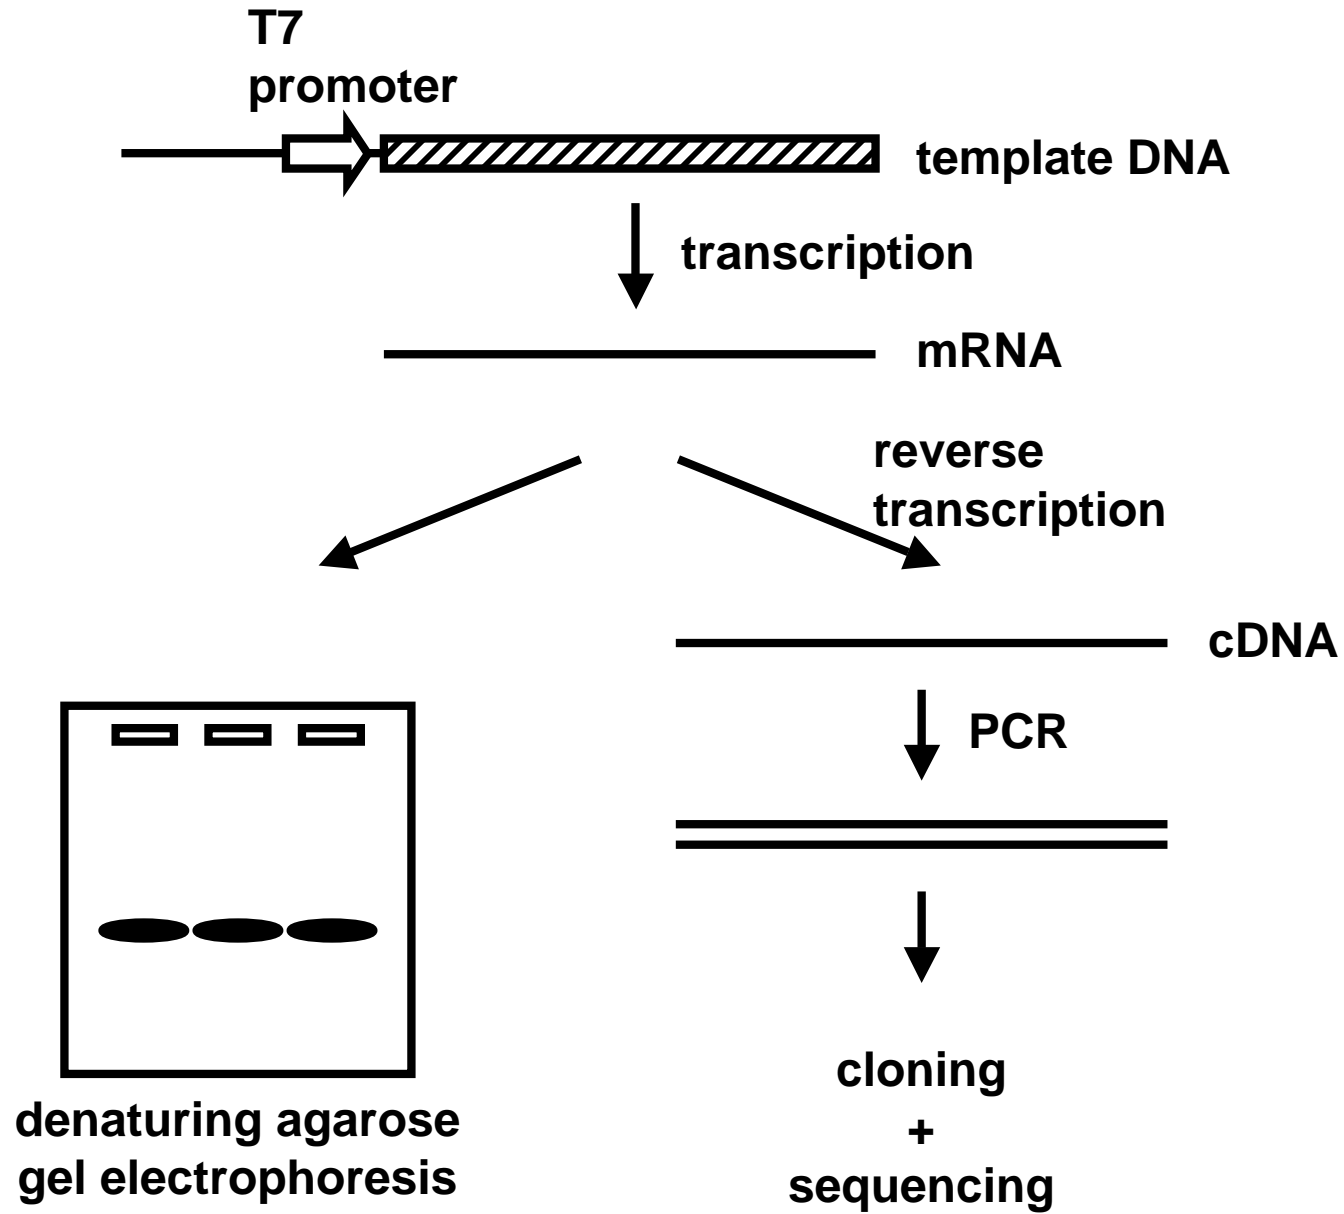 T7
promoter
template DNA
transcription
mRNA
reverse
transcription
cDNA
PCR
denaturing agarose
gel electrophoresis
cloning
+
sequencing